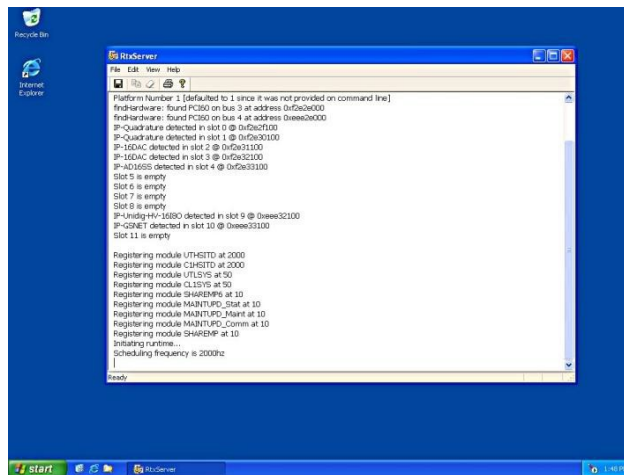 Recycle Bin
Internet
Explorer
RtxServer
File Edit View Help
Platform Number 1 [defaulted to 1 since it was not provided on command line]
findHardware: found PCI60 on bus 3 at address 0xf2e2e000
findHardware: found PCI60 on bus 4 at address 0xeee2e000
IP-Quadrature detected in slot 0 @ 0xf2e2f100
IP-Quadrature detected in slot 1 @ 0xf2e30100
IP-16DAC detected in slot 2 @ 0xf2e31100
IP-16DAC detected in slot 3 @ 0xf2e32100
IP-AD16SS detected in slot 4 @ 0xf2e33100
Slot 5 is empty
Slot 6 is empty
Slot 7 is empty
Slot 8 is empty
IP-Unidig-HV-16I8O detected in slot 9 @ 0xeee32100
IP-GSNET detected in slot 10 @ 0xeee33100
Slot 11 is empty
Registering module UTHSITD at 2000
Registering module C1HSITD at 2000
Registering module UTLSYS at 50
Registering module CL1SYS at 50
Registering module SHAREMP6 at 10
Registering module MAINTUPD_Stat at 10
Registering module MAINTUPD_Maint at 10
Registering module MAINTUPD_Comm at 10
Registering module SHAREMP at 10
Initiating runtime...
Scheduling frequency is 2000hz
Ready
start
RtxServer
1:48 PM